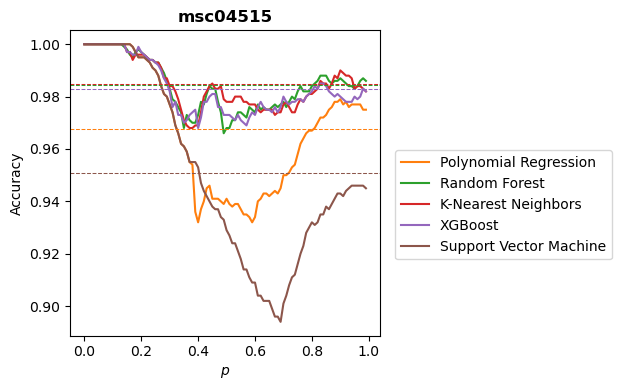 msc04515
Accuracy
1.00
0.98
0.96
0.94
0.92
0.90
0.0
0.2
0.4
0.6
0.8
1.0
p
Polynomial Regression
Random Forest
K-Nearest Neighbors
XGBoost
Support Vector Machine